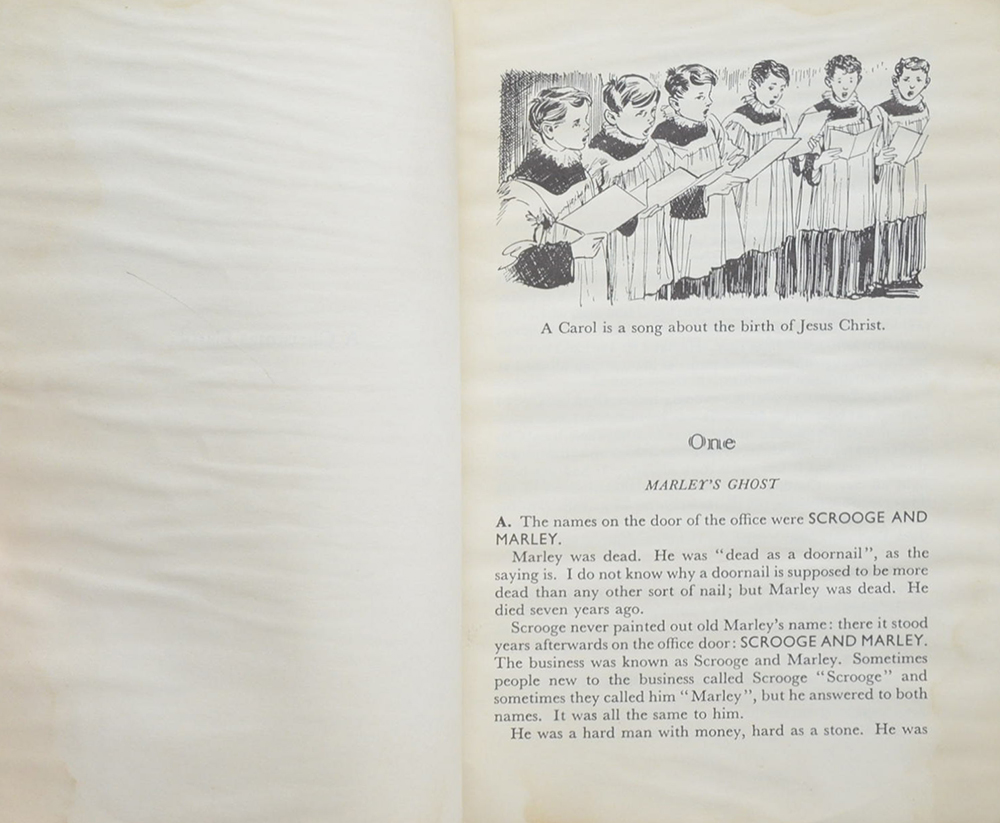 A Carol is a song about the birth of Jesus Christ.
One
MARLEY'S GHOST
A. The names on the door of the office were SCROOGE AND
MARLEY.
Marley was dead. He was “dead as a doornail”, as the
saying is. I do not know why a doornail is supposed to be more
dead than any other sort of nail; but Marley was dead. He
died seven years ago.
Scrooge never painted out old Marley's name: there it stood
years afterwards on the office door: SCROOGE AND MARLEY.
The business was known as Scrooge and Marley. Sometimes
people new to the business called Scrooge “Scrooge” and
sometimes they called him “Marley”, but he answered to both
names. It was all the same to him.
He was a hard man with money, hard as a stone. He was